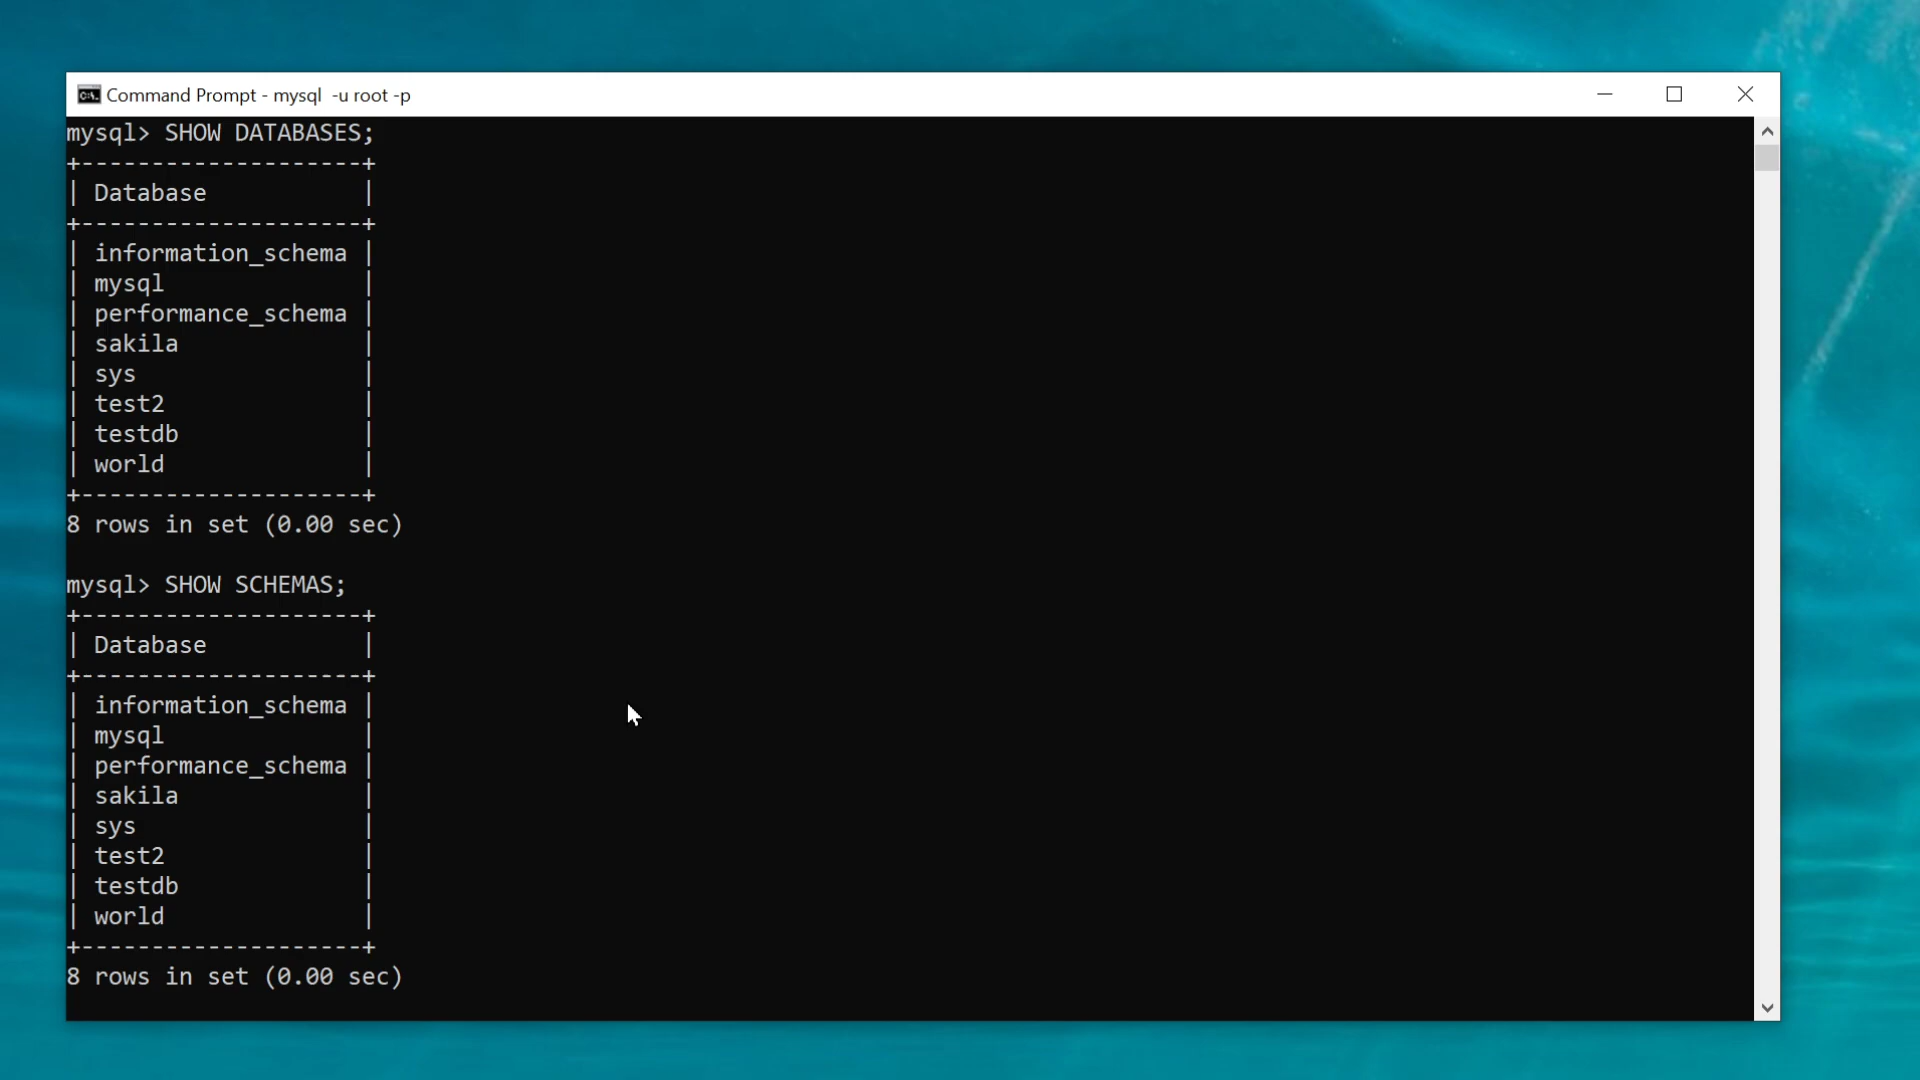 Command Prompt - mysql  -u root -p
mysql> SHOW DATABASES;
+--------------------+
| Database           |
+--------------------+
| information_schema |
| mysql              |
| performance_schema |
| sakila             |
| sys                |
| test2              |
| testdb             |
| world              |
+--------------------+
8 rows in set (0.00 sec)

mysql> SHOW SCHEMAS;
+--------------------+
| Database           |
+--------------------+
| information_schema |
| mysql              |
| performance_schema |
| sakila             |
| sys                |
| test2              |
| testdb             |
| world              |
+--------------------+
8 rows in set (0.00 sec)